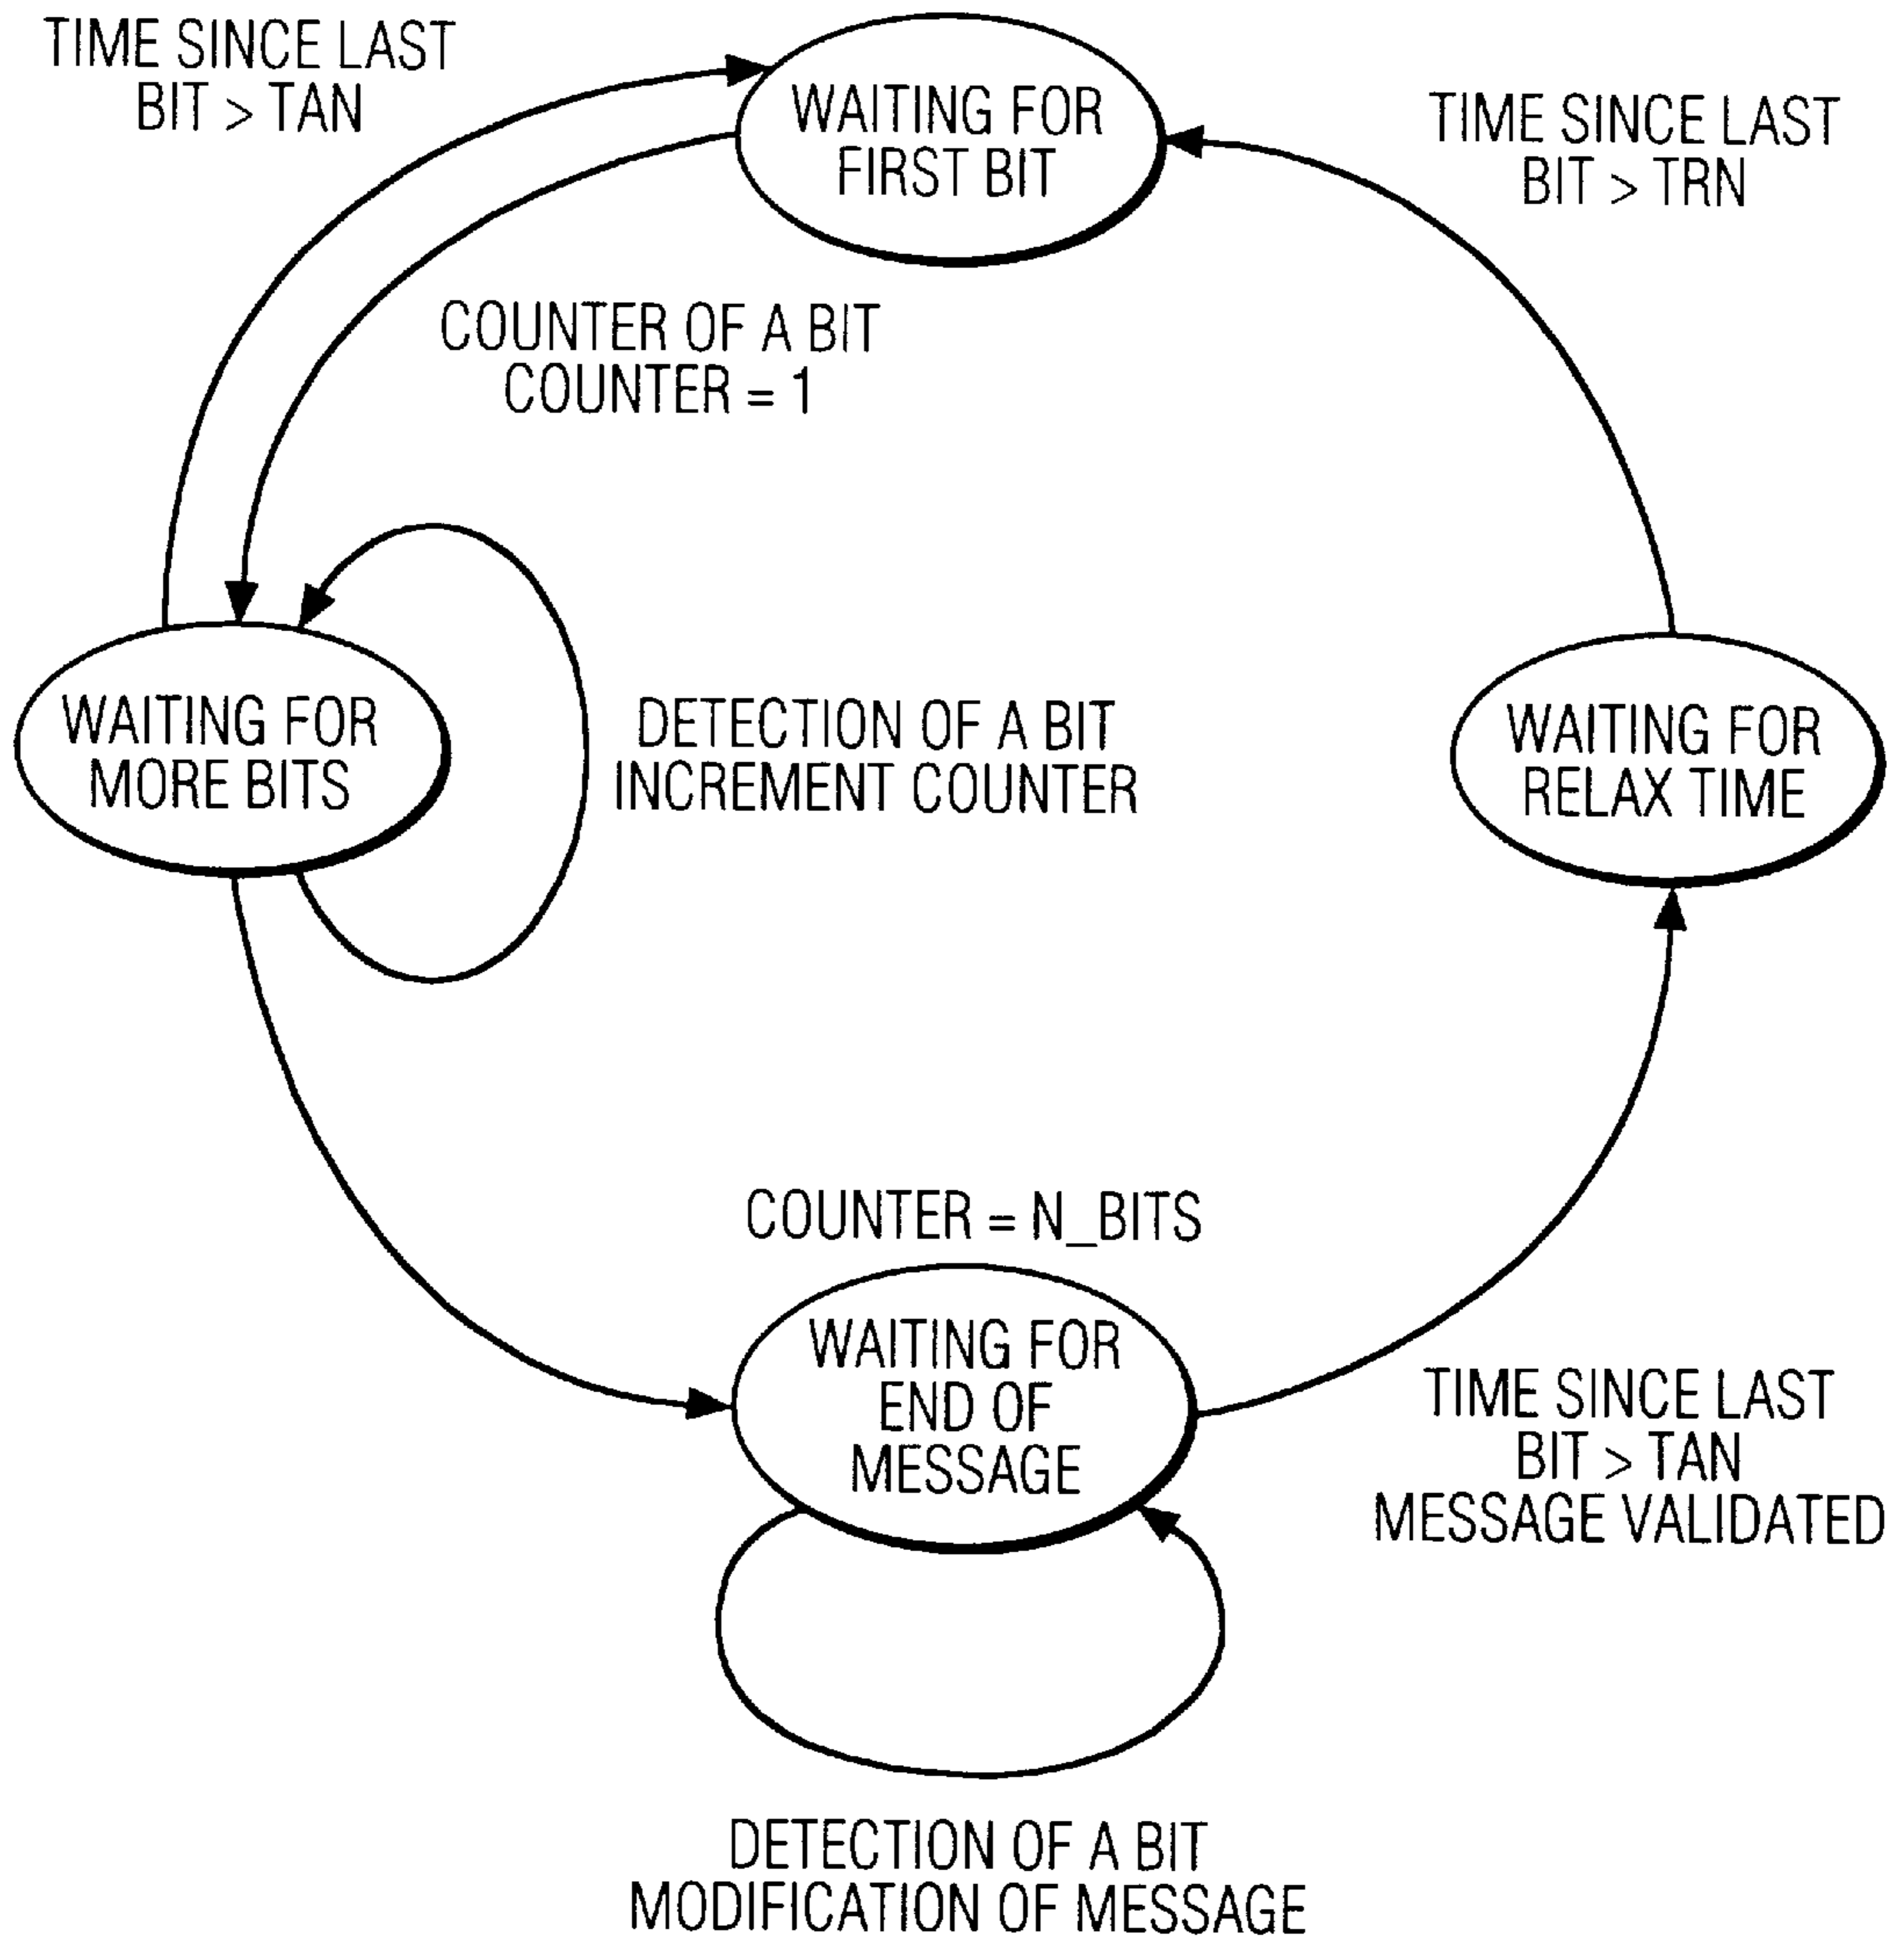 TIME SINCE LAST
BIT > TAN
WAITING FOR
FIRST BIT
TIME SINCE LAST
BIT > TRN
COUNTER OF A BIT
COUNTER = 1
WAITING FOR
MORE BITS
DETECTION OF A BIT
INCREMENT COUNTER
WAITING FOR
RELAX TIME
COUNTER = N_BITS
WAITING FOR
END OF
MESSAGE
TIME SINCE LAST
BIT > TAN
MESSAGE VALIDATED
DETECTION OF A BIT
MODIFICATION OF MESSAGE